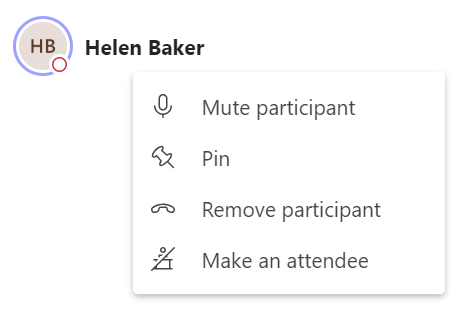 HB
Helen Baker
Mute participant
Pin
Remove participant
Make an attendee